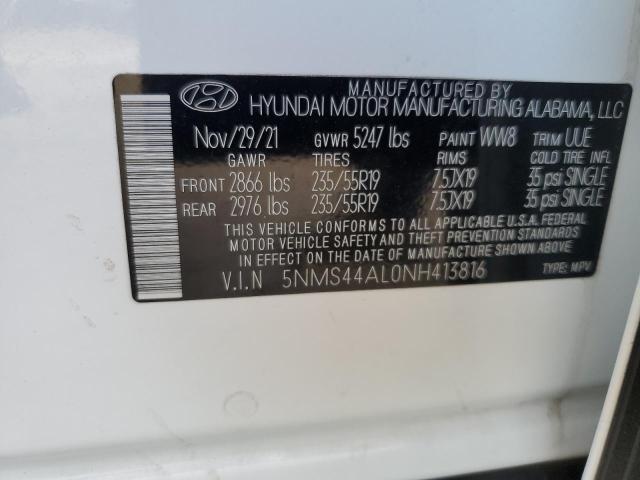 MANUFACTURED BY
HYUNDAI MOTOR MANUFACTURING ALABAMA, LLC
Nov/29/21 GVWR 5247 lbs PAINT WW8 TRIM UUE
GAWR TIRES RIMS COLD TIRE INFL
FRONT 2866 lbs 235/55R19 7.5JX19 35 psi SINGLE
REAR 2976 lbs 235/55R19 7.5JX19 35 psi SINGLE
THIS VEHICLE CONFORMS TO ALL APPLICABLE U.S.A. FEDERAL
MOTOR VEHICLE SAFETY AND THEFT PREVENTION STANDARDS
IN EFFECT ON THE DATE OF MANUFACTURE SHOWN ABOVE.
V.I.N 5NMS44AL0NH413816 TYPE: MPV